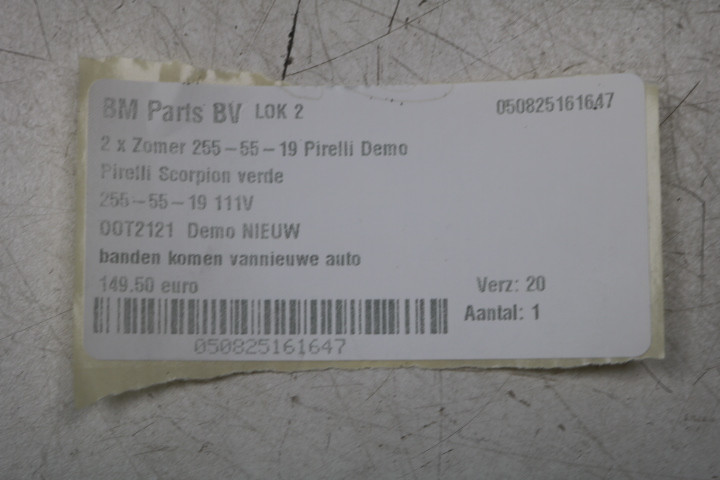 BM Parts BV LOK 2 050825161647
2 x Zomer 255-55-19 Pirelli Demo
Pirelli Scorpion verde
255-55-19 111V
OOT2121 Demo NIEUW
banden komen vannieuwe auto
149.50 euro Verz: 20
Aantal: 1
050825161647